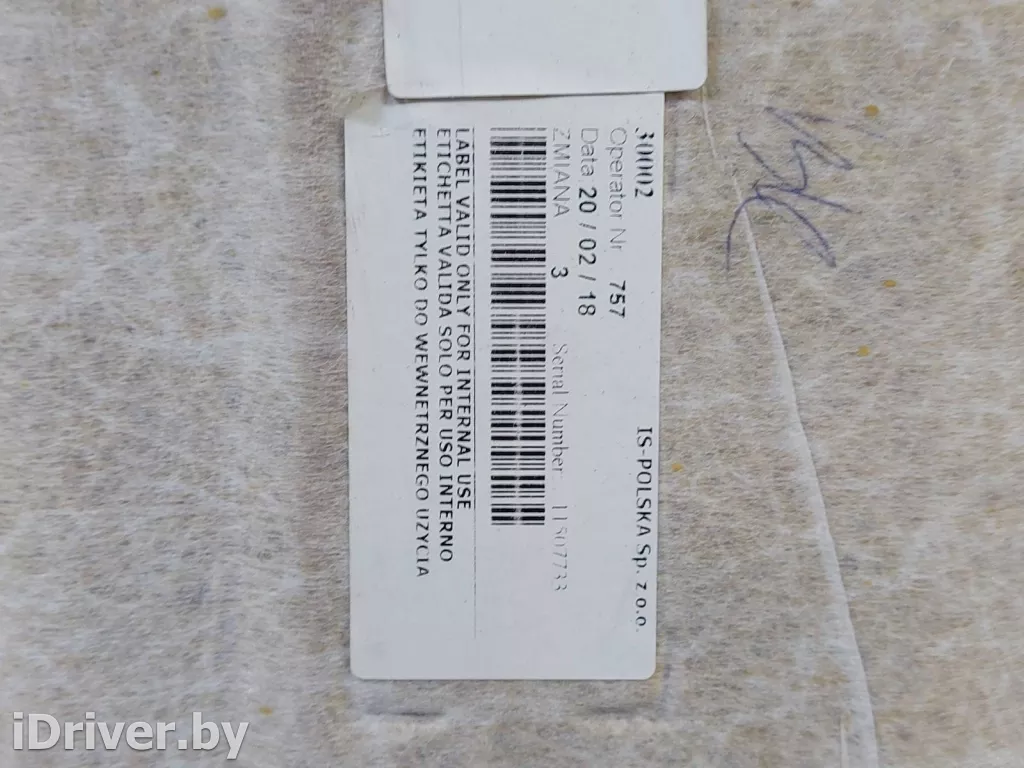 30002 IS-POLSKA Sp. z o.o.
Operator Nr 757
Data 20 / 02 / 18
ZMIANA 3 Serial Number: 11507733
LABEL VALID ONLY FOR INTERNAL USE
ETICHETTA VALIDA SOLO PER USO INTERNO
ETIKIETA TYLKO DO WEWNETRZNEGO UZYCIA
iDriver.by